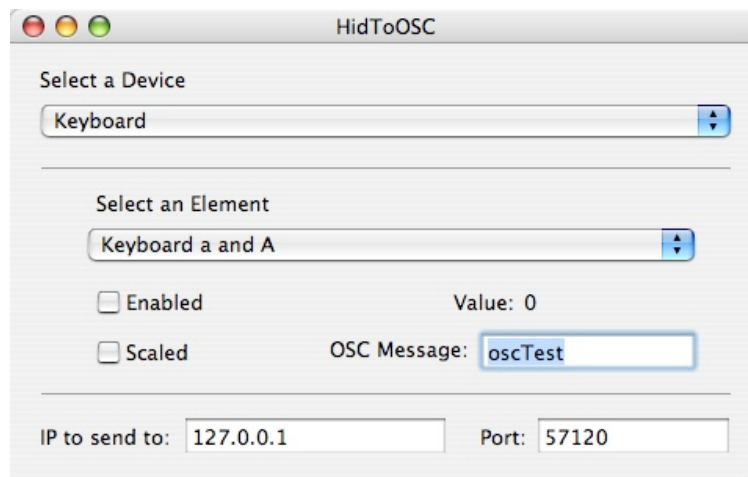 HidToOSC
Select a Device
Keyboard
Select an Element
Keyboard a and A
Enabled Value: 0
Scaled OSC Message: oscTest
IP to send to: 127.0.0.1 Port: 57120